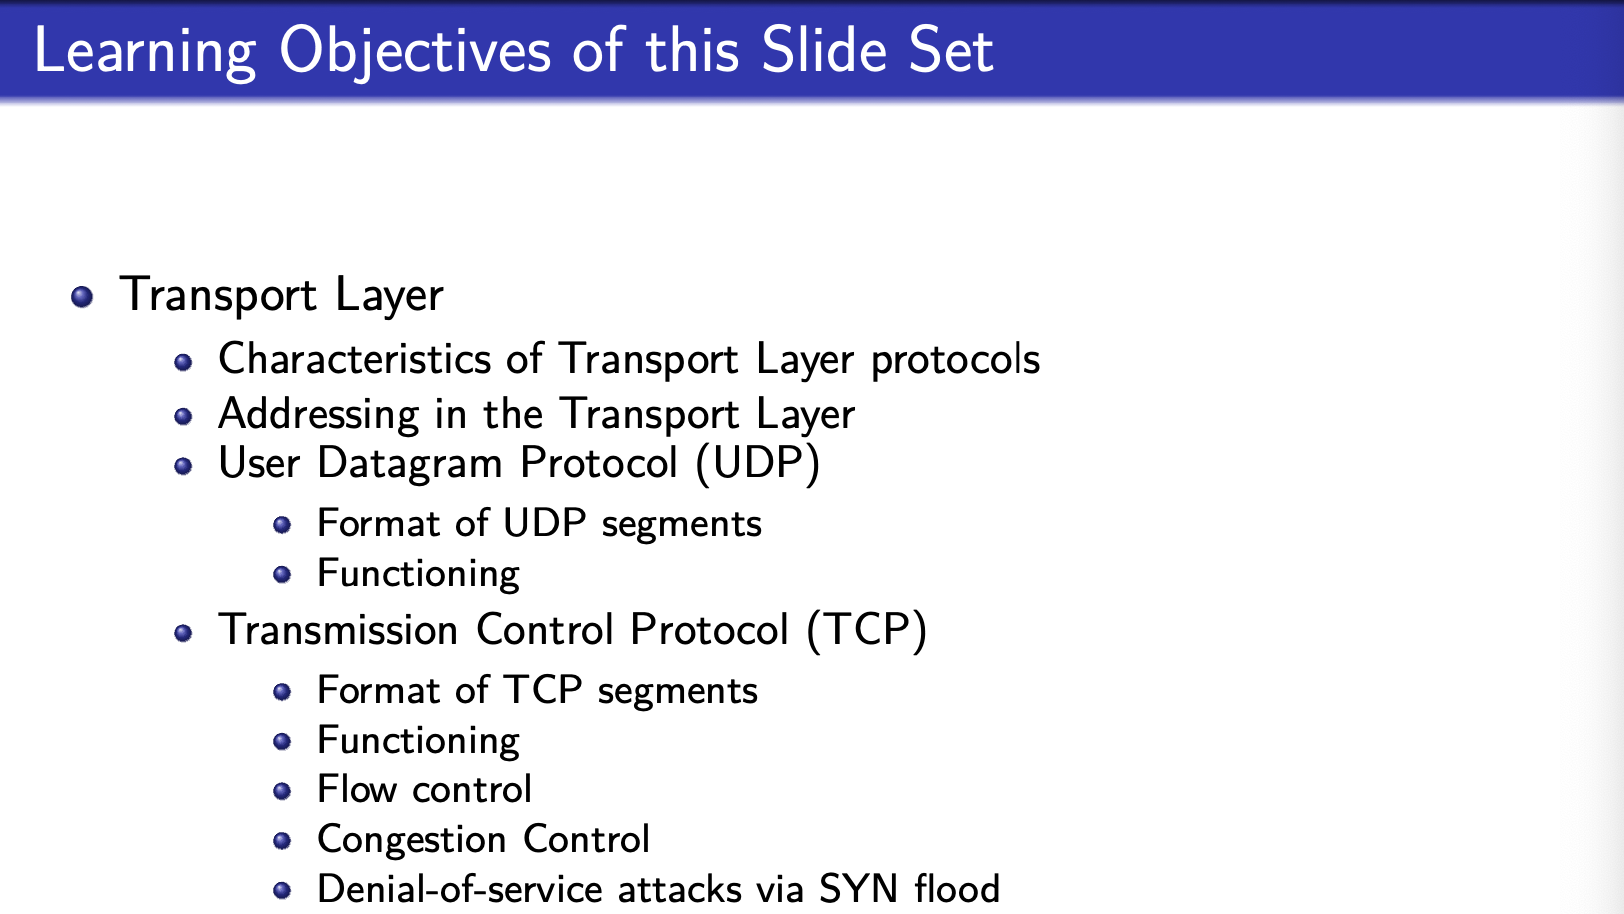 Learning Objectives of this Slide Set
Transport Layer
Characteristics of Transport Layer protocols
Addressing in the Transport Layer
User Datagram Protocol (UDP)
Format of UDP segments
Functioning
Transmission Control Protocol (TCP)
Format of TCP segments
Functioning
Flow control
Congestion Control
Denial-of-service attacks via SYN flood